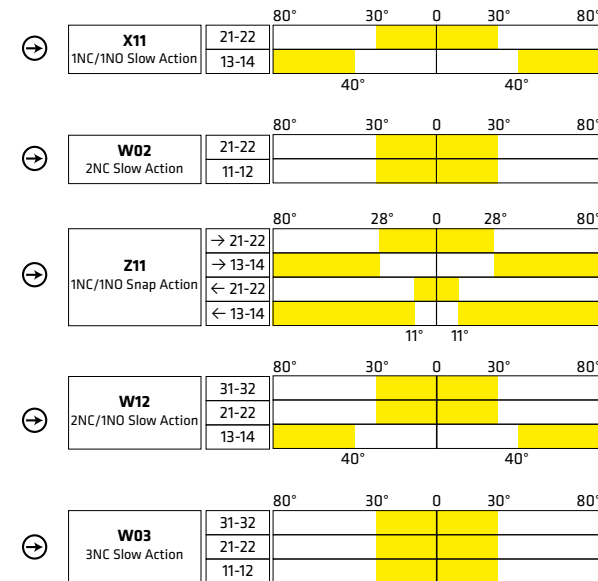 80° 30° 0 30° 80°
X11 21-22
1NC/1NO Slow Action 13-14
40° 40°
80° 30° 0 30° 80°
W02 21-22
2NC Slow Action 11-12
80° 28° 0 28° 80°
→ 21-22
Z11 → 13-14
1NC/1NO Snap Action ← 21-22
← 13-14
11° 11°
80° 30° 0 30° 80°
31-32
W12 21-22
2NC/1NO Slow Action 13-14
40° 40°
80° 30° 0 30° 80°
31-32
W03 21-22
3NC Slow Action 11-12